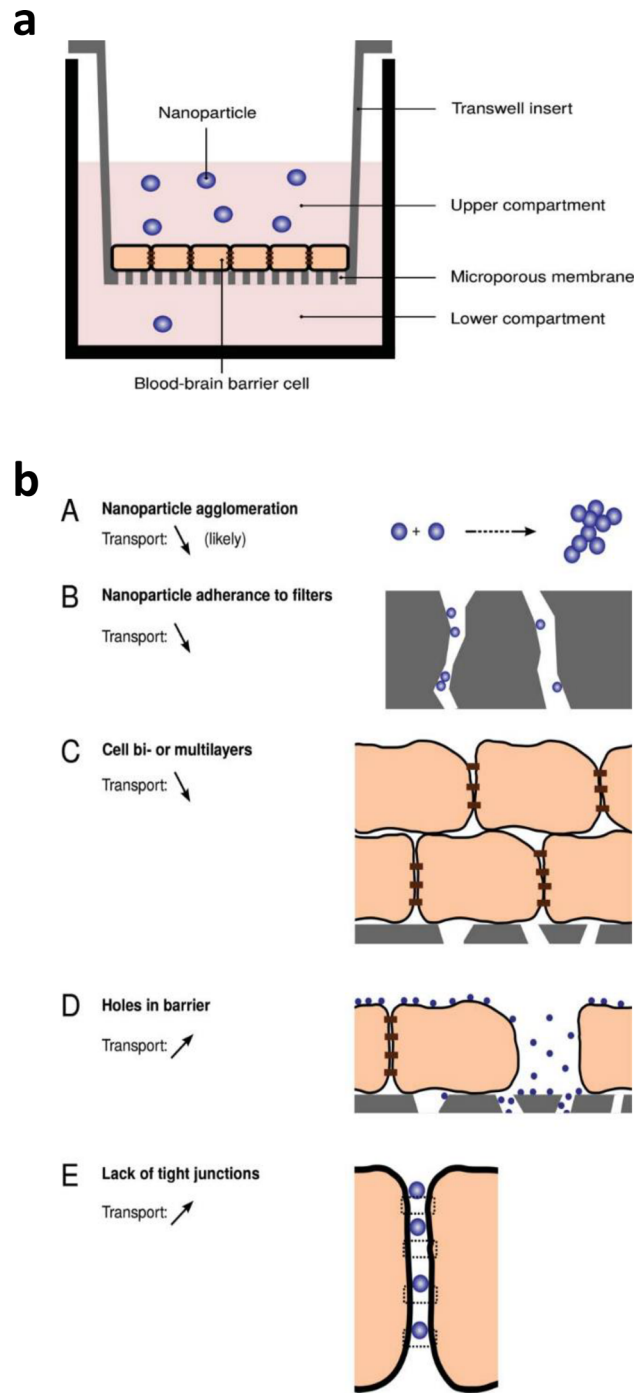 a
Nanoparticle
Transwell insert
Upper compartment
Microporous membrane
Lower compartment
Blood-brain barrier cell
b
A
Nanoparticle agglomeration
Transport: (likely)
+
B
Nanoparticle adherance to filters
Transport:
C
Cell bi- or multilayers
Transport:
D
Holes in barrier
Transport:
E
Lack of tight junctions
Transport: